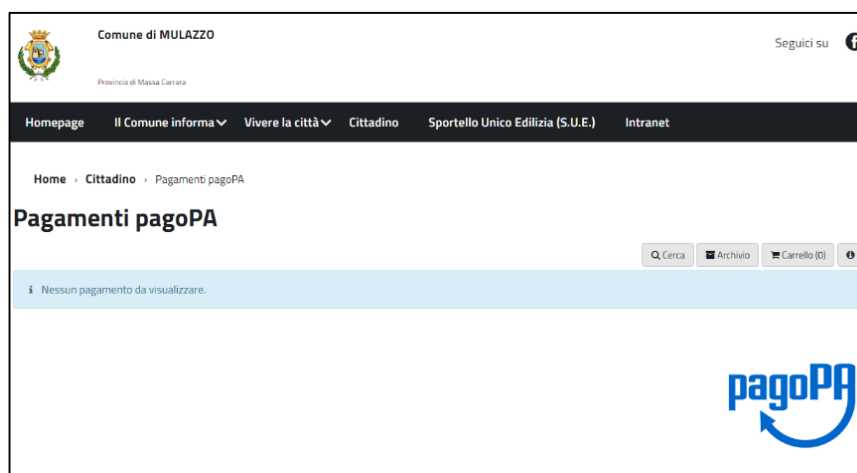 Comune di MULAZZO
Seguici su
Provincia di Massa Carrara
Homepage Il Comune informa Vivere la città Cittadino Sportello Unico Edilizia (S.U.E.) Intranet
Home › Cittadino › Pagamenti pagoPA
Pagamenti pagoPA
Cerca Archivio Carrello (0)
Nessun pagamento da visualizzare.
pagoPA